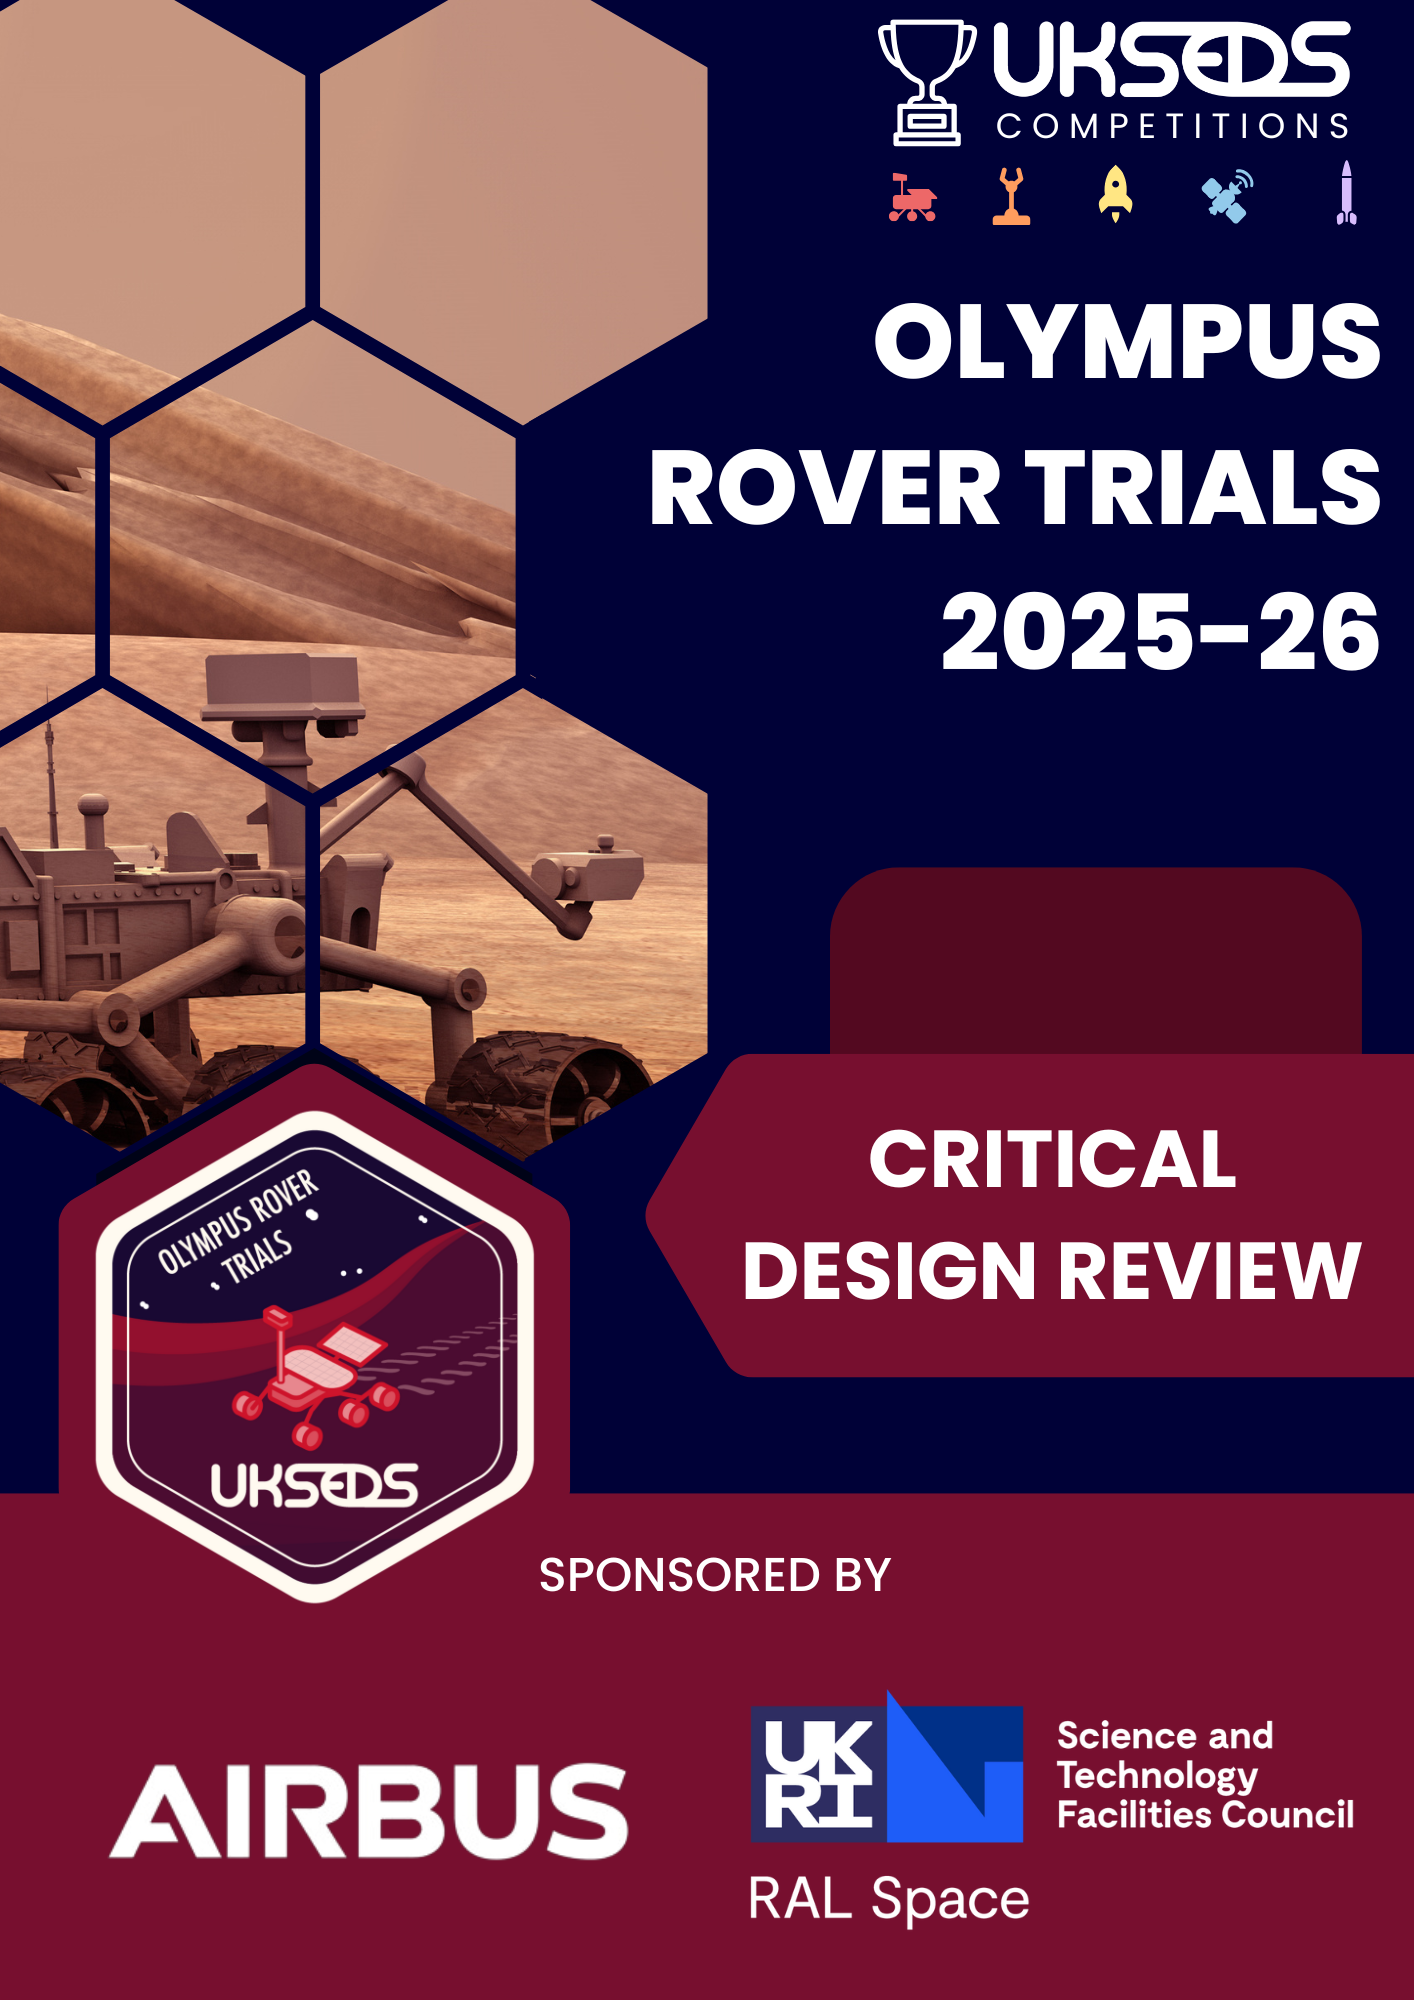 UKSEDS
COMPETITIONS
OLYMPUS
ROVER TRIALS
2025-26
CRITICAL
DESIGN REVIEW
OLYMPUS ROVER
TRIALS
UKSEDS
SPONSORED BY
AIRBUS
UK
RI
Science and
Technology
Facilities Council
RAL Space